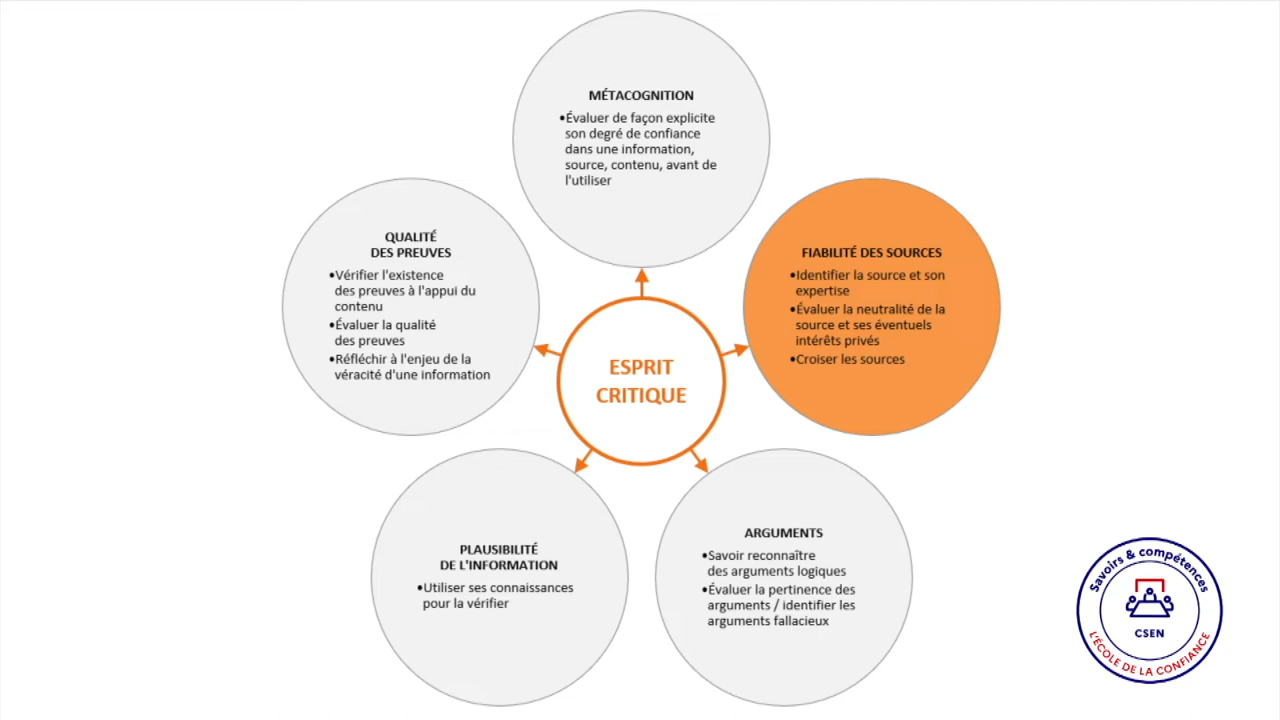 MÉTACOGNITION
•Évaluer de façon explicite
son degré de confiance
dans une information,
source, contenu, avant de
l'utiliser
QUALITÉ
DES PREUVES
•Vérifier l'existence
des preuves à l'appui du
contenu
•Évaluer la qualité
des preuves
•Réfléchir à l'enjeu de la
véracité d'une information
FIABILITÉ DES SOURCES
•Identifier la source et son
expertise
•Évaluer la neutralité de la
source et ses éventuels
intérêts privés
•Croiser les sources
ESPRIT
CRITIQUE
PLAUSIBILITÉ
DE L'INFORMATION
•Utiliser ses connaissances
pour la vérifier
ARGUMENTS
•Savoir reconnaître
des arguments logiques
•Évaluer la pertinence des
arguments / identifier les
arguments fallacieux
Savoirs & compétences
CSEN
L'ÉCOLE DE LA CONFIANCE